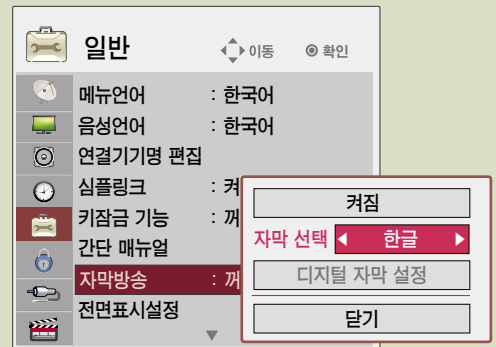 일반 이동 확인
메뉴언어 : 한국어
음성언어 : 한국어
연결기기명 편집
심플링크 : 켜
키잠금 기능 : 꺼
간단 매뉴얼
자막방송 : 꺼
전면표시설정
켜짐
자막 선택 한글
디지털 자막 설정
닫기